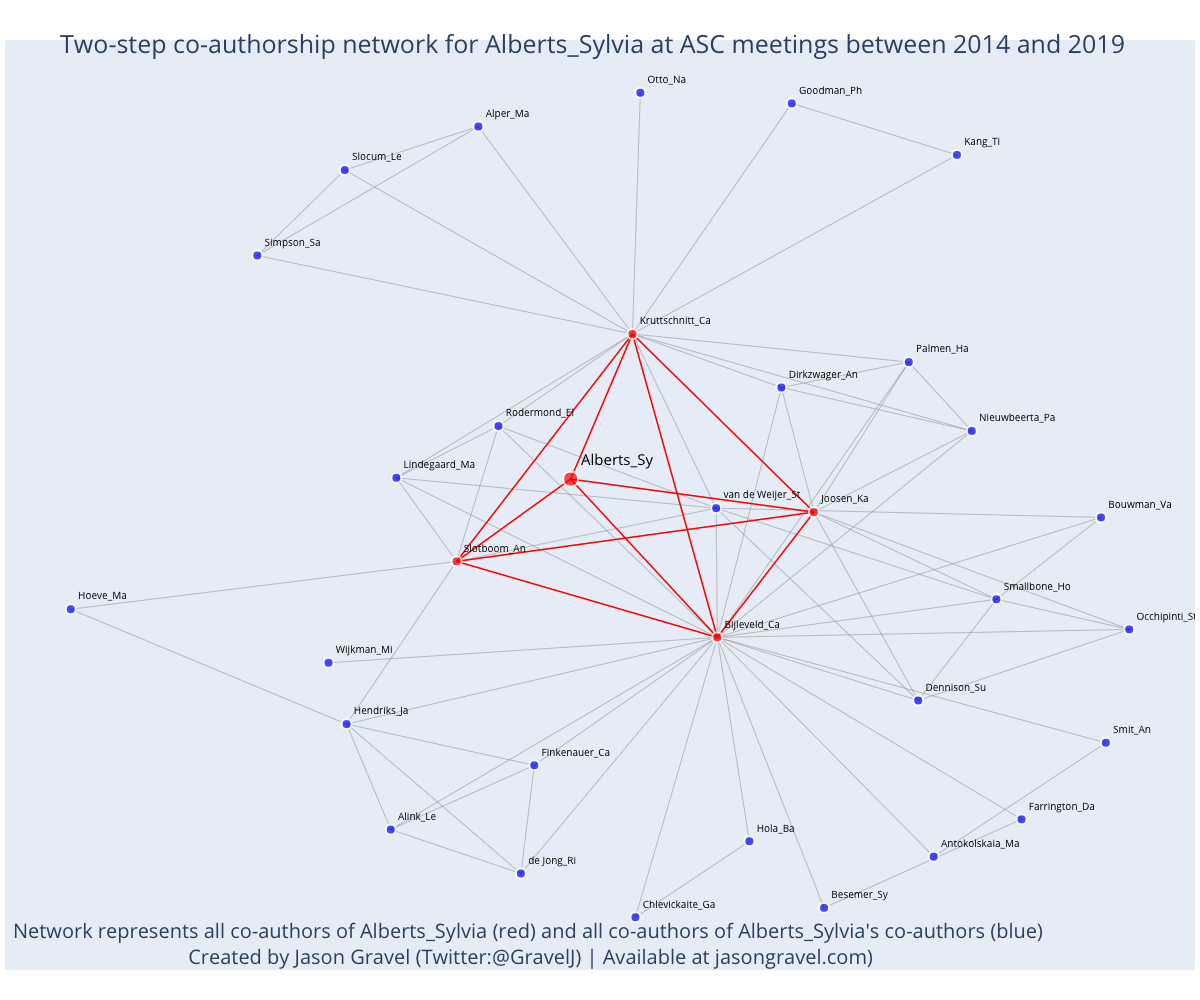 Two-step co-authorship network for Alberts_Sylvia at ASC meetings between 2014 and 2019
Otto_Na
Goodman_Ph
Alper_Ma
Kang_Ti
Slocum_Le
Simpson_Sa
Kruttschnitt_Ca
Palmen_Ha
Dirkzwager_An
Rodermond_El
Nieuwbeerta_Pa
Alberts_Sy
Lindegaard_Ma
van de Weijer_St
Joosen_Ka
Bouwman_Va
Slotboom_An
Smallbone_Ho
Hoeve_Ma
Occhipinti_St
Bijleveld_Ca
Wijkman_Mi
Dennison_Su
Hendriks_Ja
Smit_An
Finkenauer_Ca
Farrington_Da
Alink_Le
Hola_Ba
Antokolskaia_Ma
de Jong_Ri
Besemer_Sy
Chlevickaite_Ga
Network represents all co-authors of Alberts_Sylvia (red) and all co-authors of Alberts_Sylvia's co-authors (blue)
Created by Jason Gravel (Twitter:@GravelJ) | Available at jasongravel.com)